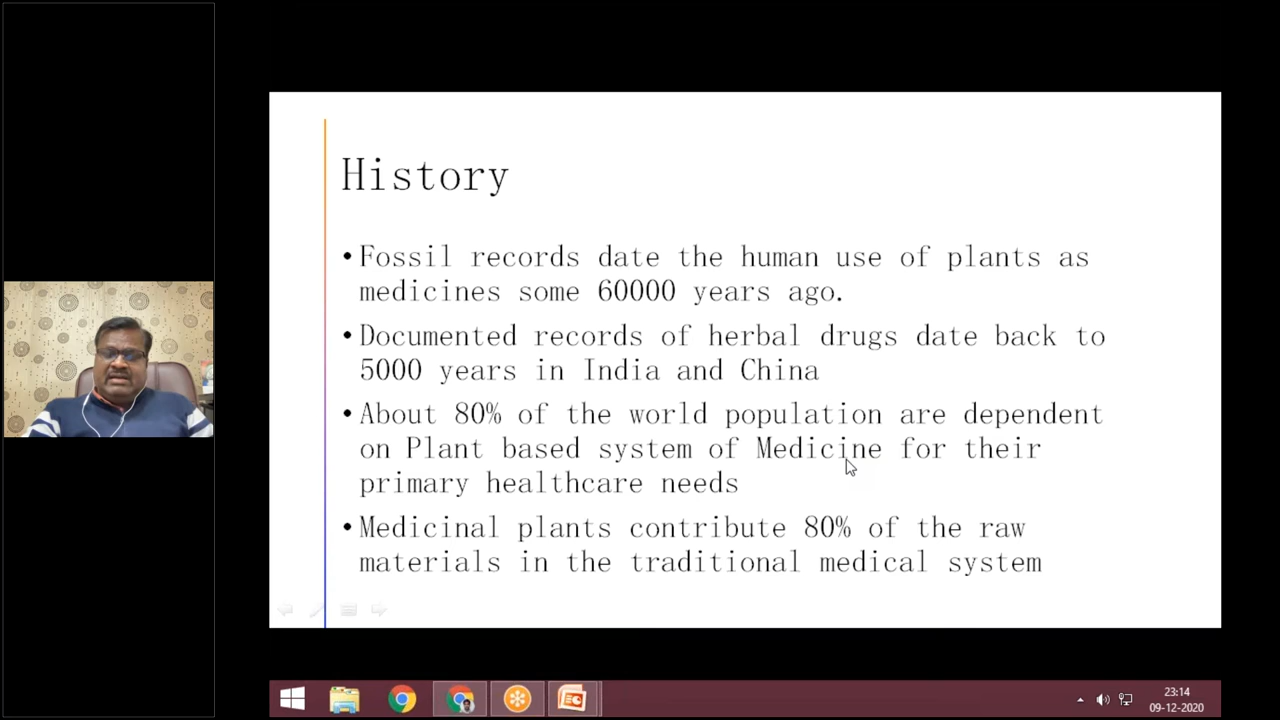 History
•Fossil records date the human use of plants as
medicines some 60000 years ago.
•Documented records of herbal drugs date back to
5000 years in India and China
•About 80% of the world population are dependent
on Plant based system of Medicine for their
primary healthcare needs
•Medicinal plants contribute 80% of the raw
materials in the traditional medical system
23:14
09-12-2020